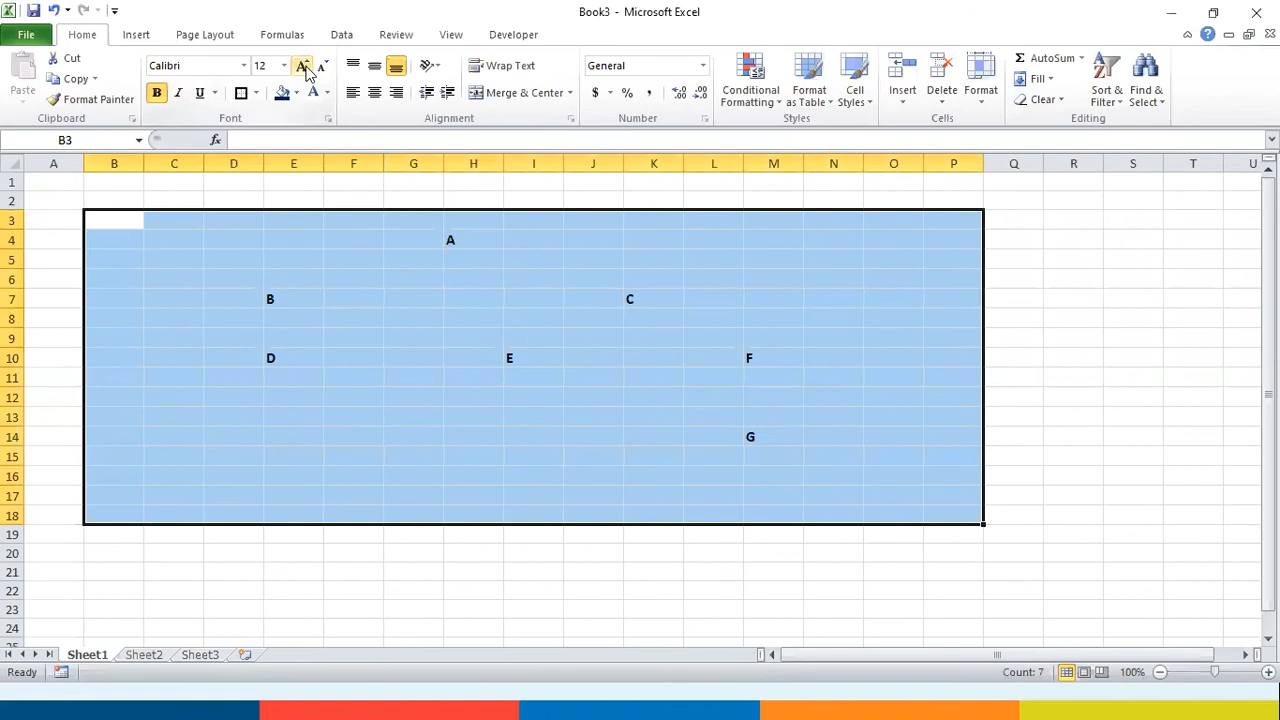 Book3 - Microsoft Excel
File Home Insert Page Layout Formulas Data Review View Developer
Paste Cut Copy Format Painter Clipboard
Calibri 12 B I U A A A Font
Wrap Text Merge & Center Alignment
General $ % , .00 .0 Number
Conditional Formatting Format as Table Cell Styles Styles
Insert Delete Format Cells
Σ AutoSum Fill Clear Sort & Filter Find & Select Editing
B3 fx
A B C D E F G H I J K L M N O P Q R S T U
1
2
3
4 A
5
6
7 B C
8
9
10 D E F
11
12
13
14 G
15
16
17
18
19
20
21
22
23
24
Sheet1 Sheet2 Sheet3
Ready Count: 7 100%